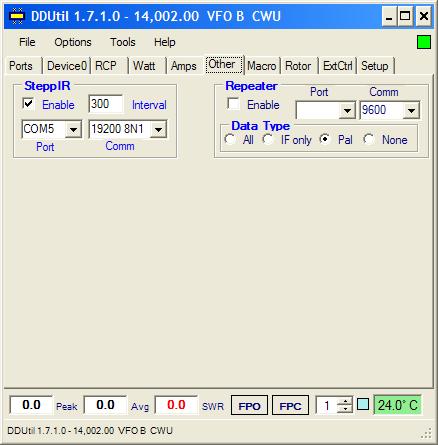 DDUtil 1.7.1.0 - 14,002.00 VFO B CWU
File Options Tools Help
Ports Device0 RCP Watt Amps Other Macro Rotor ExtCtrl Setup
SteppIR
Enable 300 Interval
COM5 19200 8N1
Port Comm
Repeater
Port Comm
Enable 9600
Data Type
All IF only Pal None
0.0 Peak 0.0 Avg 0.0 SWR FPO FPC 1 24.0° C
DDUtil 1.7.1.0 - 14,002.00 VFO B CWU